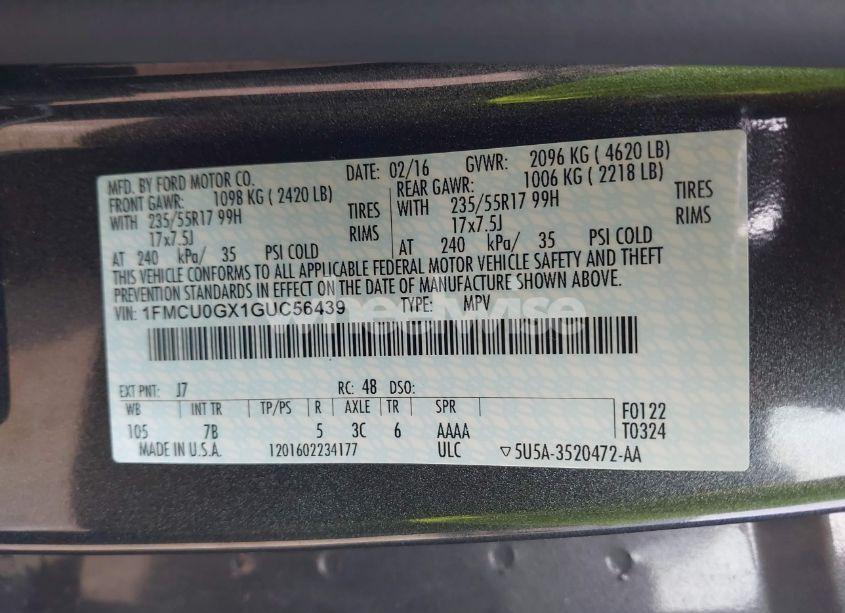 MFD. BY FORD MOTOR CO. DATE: 02/16 GVWR: 2096 KG ( 4620 LB)
FRONT GAWR: 1098 KG ( 2420 LB) REAR GAWR: 1006 KG ( 2218 LB)
WITH 235/55R17 99H TIRES WITH 235/55R17 99H TIRES
17x7.5J RIMS 17x7.5J RIMS
AT 240 kPa/ 35 PSI COLD AT 240 kPa/ 35 PSI COLD
THIS VEHICLE CONFORMS TO ALL APPLICABLE FEDERAL MOTOR VEHICLE SAFETY AND THEFT
PREVENTION STANDARDS IN EFFECT ON THE DATE OF MANUFACTURE SHOWN ABOVE.
VIN: 1FMCU0GX1GUC56439 TYPE: MPV
wheelwise
EXT PNT: J7 RC: 48 DSO:
WB INT TR TP/PS R AXLE TR SPR F0122
105 7B 5 3C 6 AAAA T0324
MADE IN U.S.A. 1201602234177 ULC ▽5U5A-3520472-AA